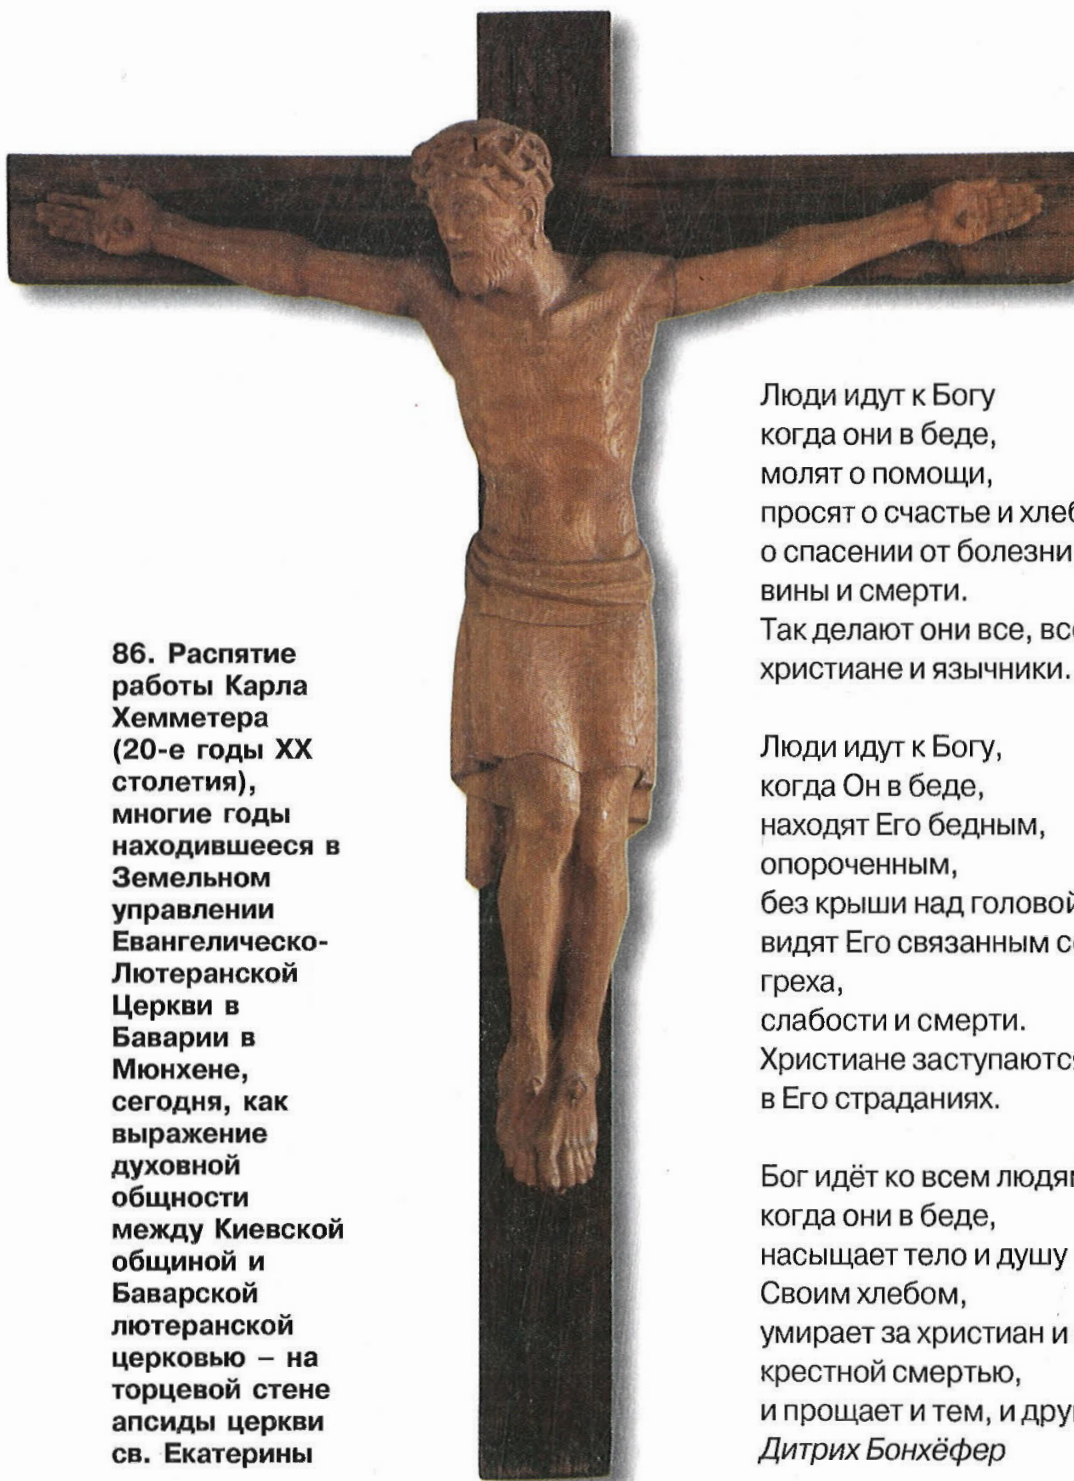 86. Распятие
работы Карла
Хемметера
(20-е годы XX
столетия),
многие годы
находившееся в
Земельном
управлении
Евангелическо-
Лютеранской
Церкви в
Баварии в
Мюнхене,
сегодня, как
выражение
духовной
общности
между Киевской
общиной и
Баварской
лютеранской
церковью – на
торцевой стене
апсиды церкви
св. Екатерины
Люди идут к Богу
когда они в беде,
молят о помощи,
просят о счастье и
о спасении от болезни
вины и смерти.
Так делают они все,
христиане и язычники.
Люди идут к Богу,
когда Он в беде,
находят Его бедным,
опороченным,
без крыши над головой
видят Его связанным
греха,
слабости и смерти.
Христиане
в Его страданиях.
Бог идёт ко всем
когда они в беде,
насыщает тело и душу
Своим хлебом,
умирает за христиан и
крестной смертью,
и прощает и тем, и
Дитрих Бонхёфер